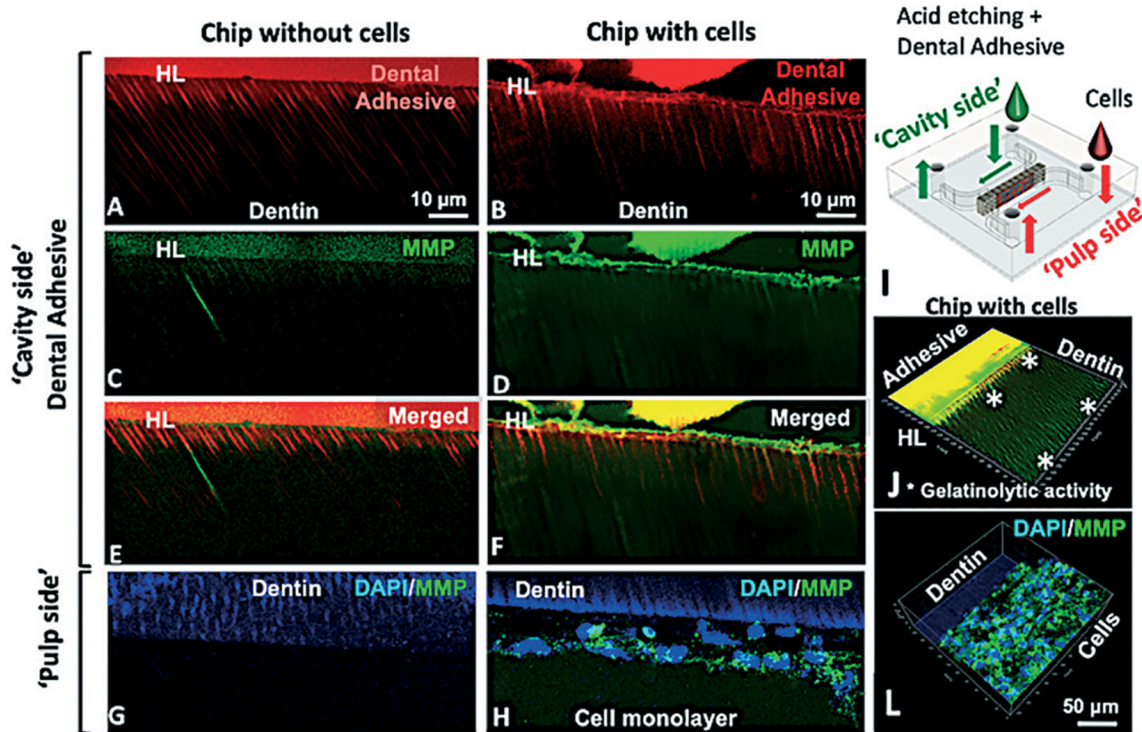 Chip without cells
Chip with cells
Acid etching +
Dental Adhesive
Cells
'Cavity side'
'Pulp side'
I
'Cavity side'
Dental Adhesive
'Pulp side'
HL
Dental
Adhesive
A
Dentin
10 µm
HL
Dental
Adhesive
B
Dentin
10 µm
HL
MMP
C
HL
MMP
D
HL
Merged
E
HL
Merged
F
Dentin
DAPI/MMP
G
Dentin
DAPI/MMP
H
Cell monolayer
Chip with cells
Adhesive
Dentin
*
*
*
*
HL
J * Gelatinolytic activity
DAPI/MMP
Dentin
Cells
L
50 µm